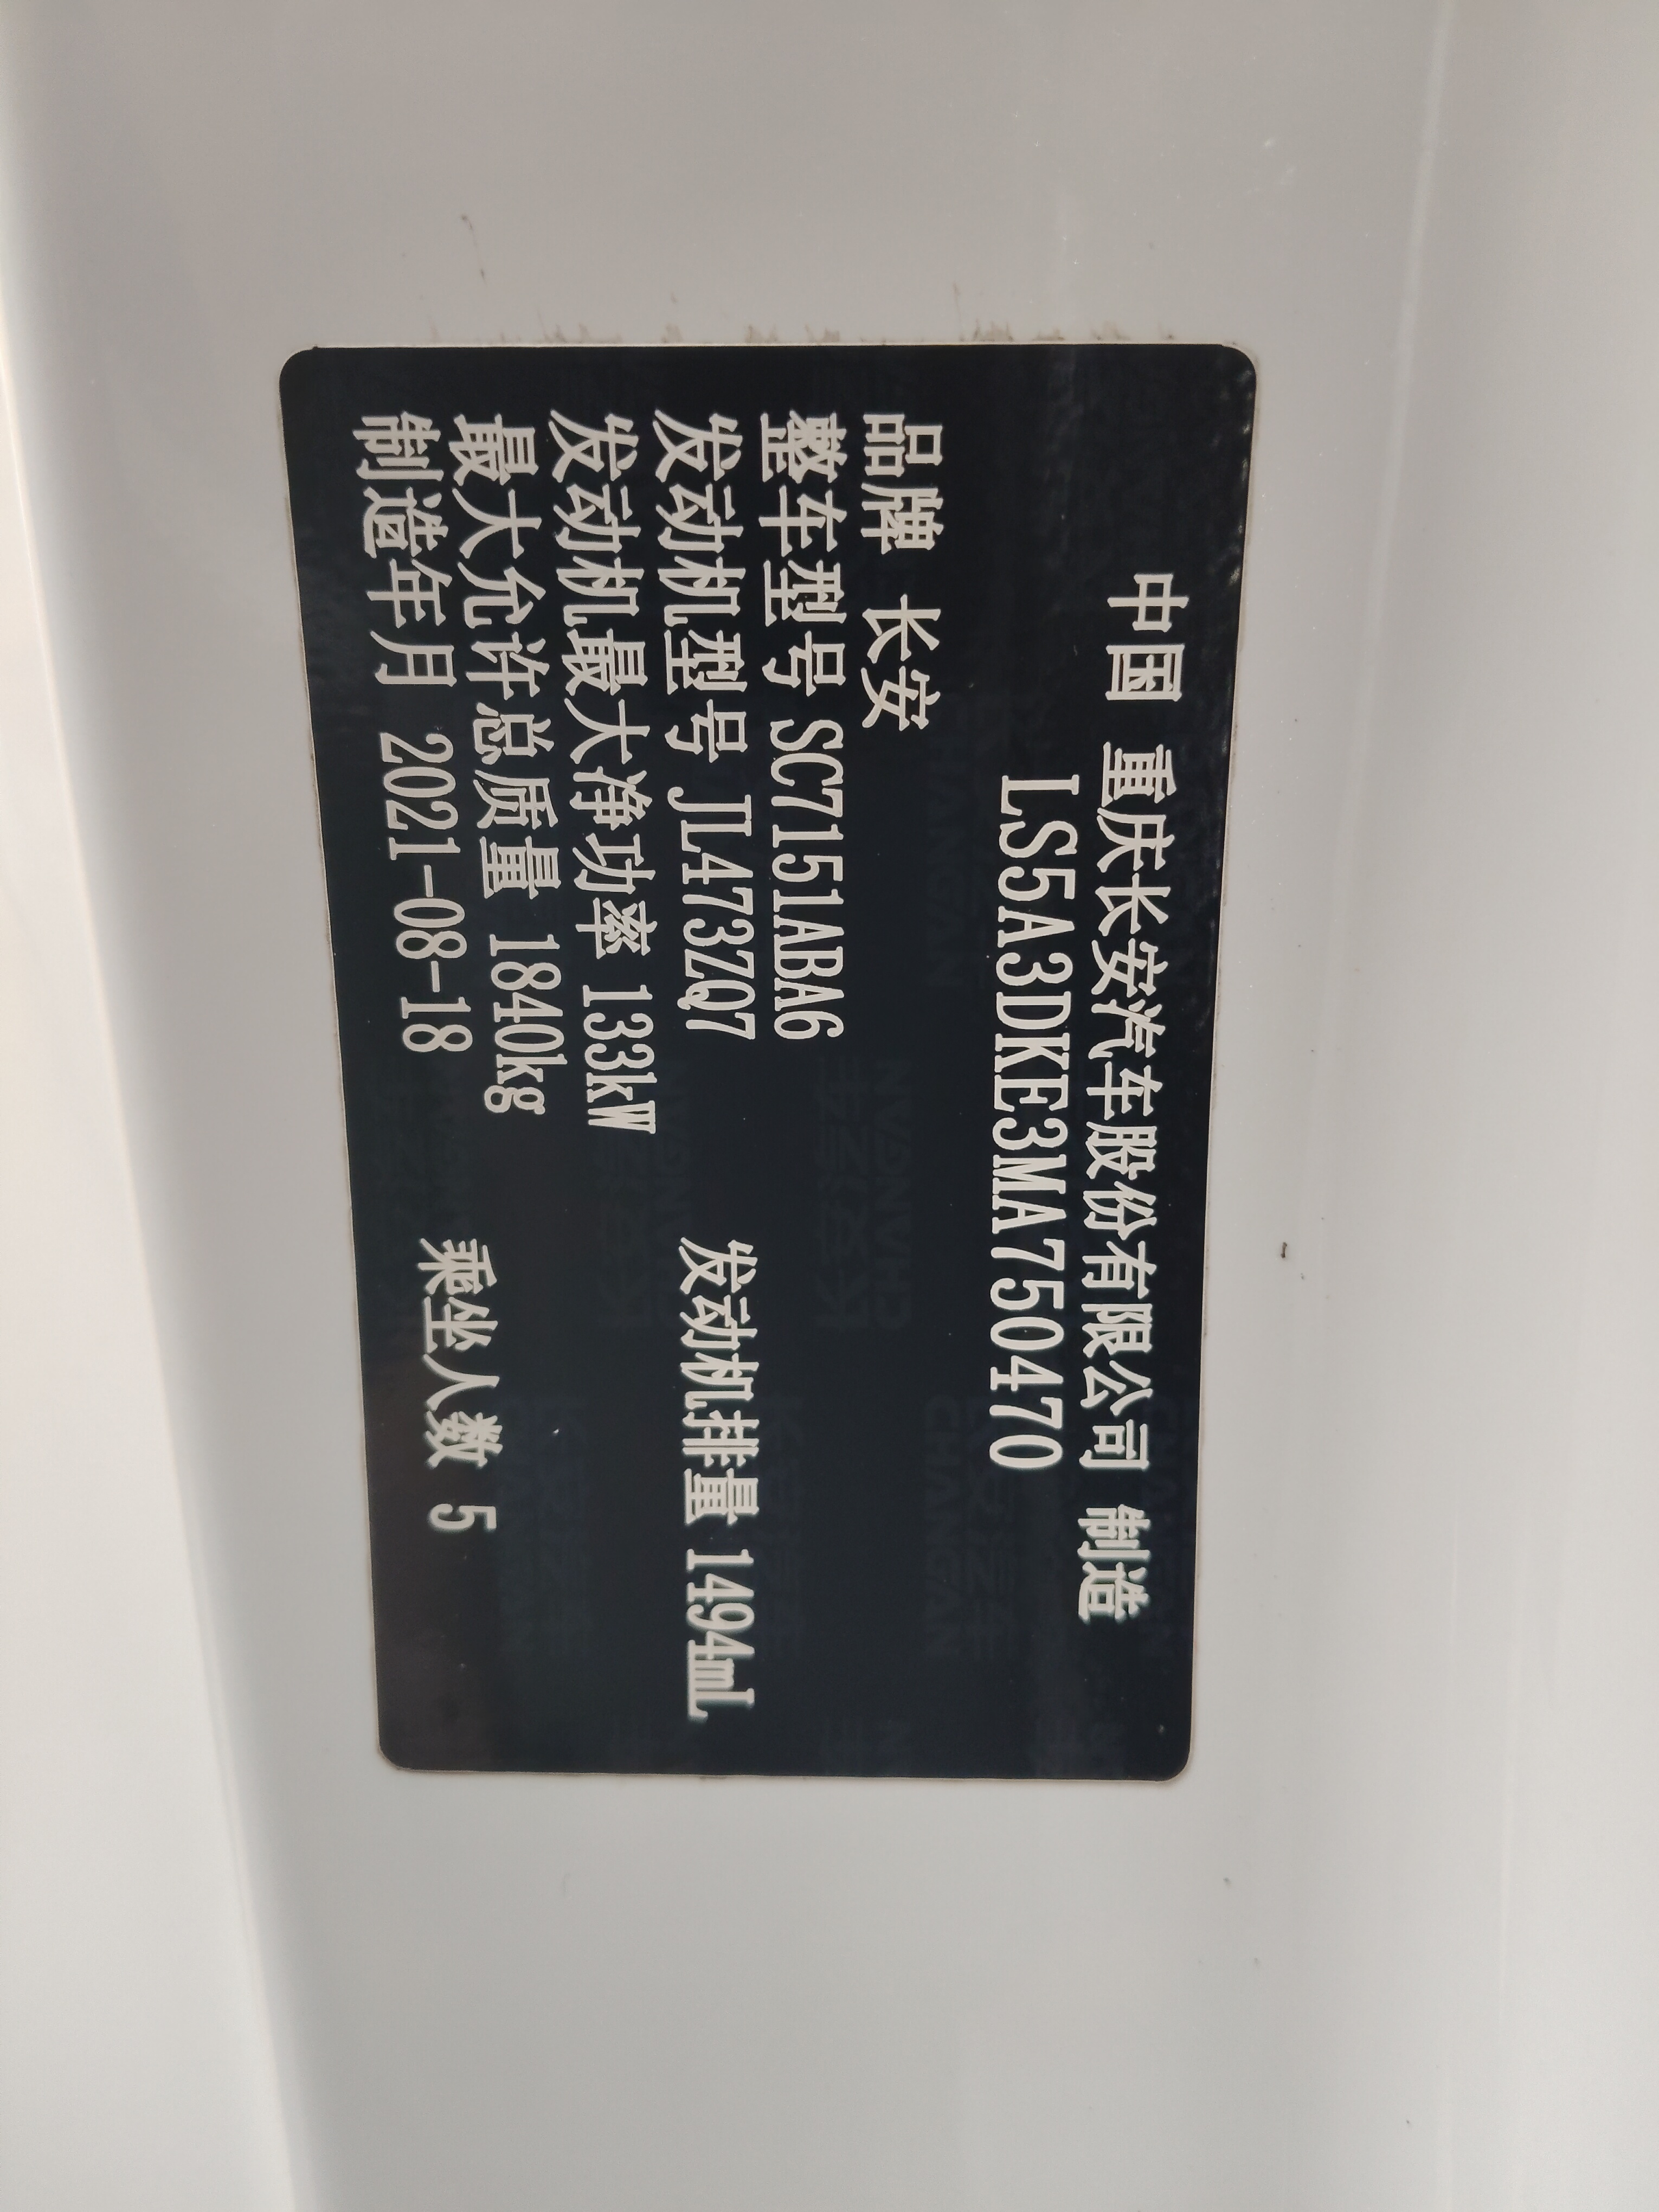 中国 重庆长安汽车股份有限公司 制造
LS5A3DKE3MA750470
品牌 长安
整车型号 SC7151ABA6
发动机型号 JL473ZQ7 发动机排量 1494mL
发动机最大净功率 133kW
最大允许总质量 1840kg
制造年月 2021-08-18 乘坐人数 5